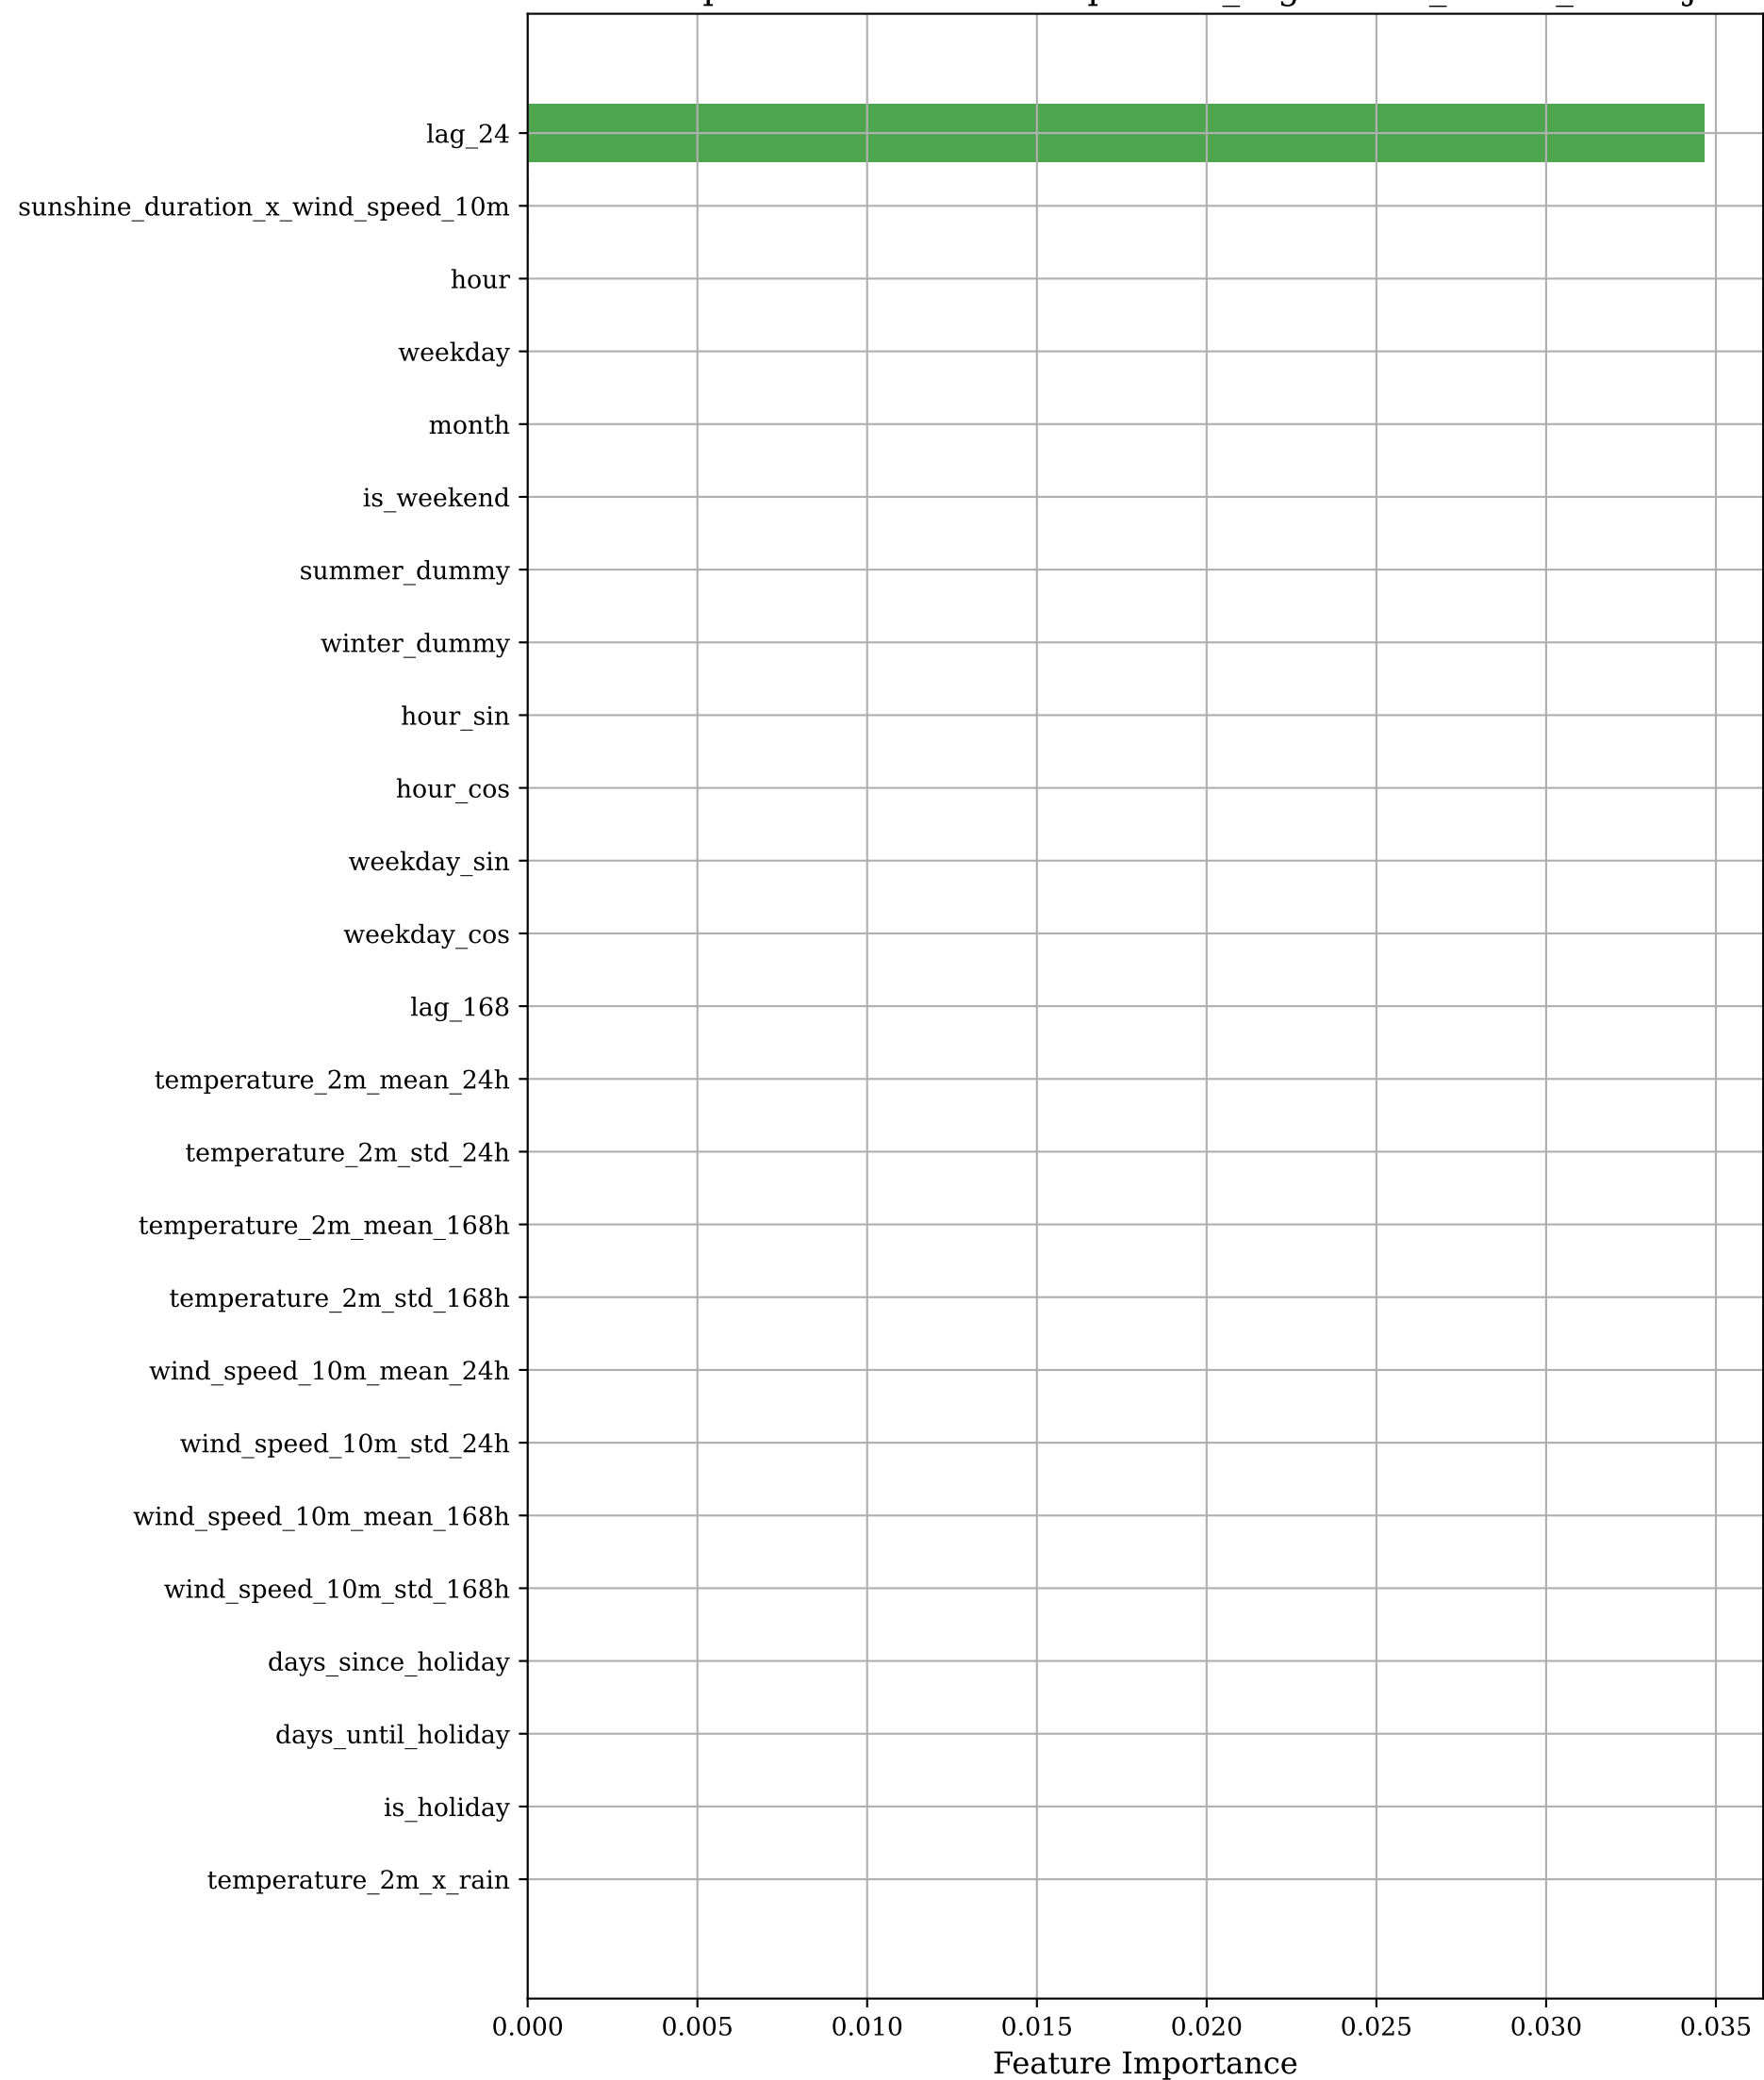 lag_24
sunshine_duration_x_wind_speed_10m
hour
weekday
month
is_weekend
summer_dummy
winter_dummy
hour_sin
hour_cos
weekday_sin
weekday_cos
lag_168
temperature_2m_mean_24h
temperature_2m_std_24h
temperature_2m_mean_168h
temperature_2m_std_168h
wind_speed_10m_mean_24h
wind_speed_10m_std_24h
wind_speed_10m_mean_168h
wind_speed_10m_std_168h
days_since_holiday
days_until_holiday
is_holiday
temperature_2m_x_rain
0.000 0.005 0.010 0.015 0.020 0.025 0.030 0.035
Feature Importance